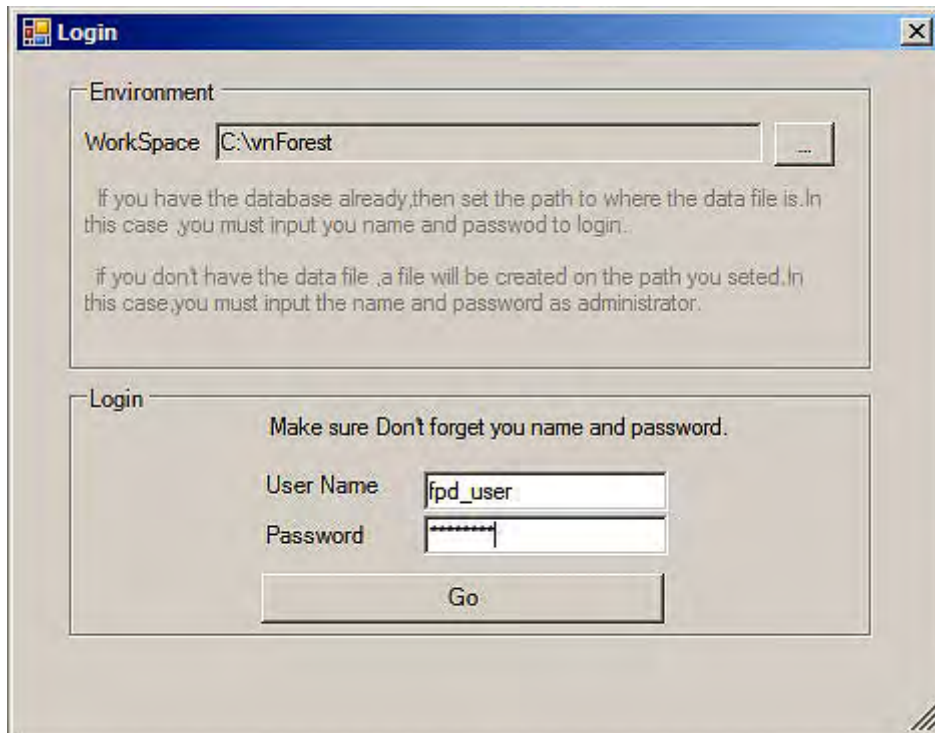 Login
Environment
WorkSpace C:\vnForest ...
If you have the database already,then set the path to where the data file is.In
this case ,you must input you name and passwod to login.
if you don't have the data file ,a file will be created on the path you seted.In
this case,you must input the name and password as administrator.
Login
Make sure Don't forget you name and password.
User Name fpd_user
Password ********
Go